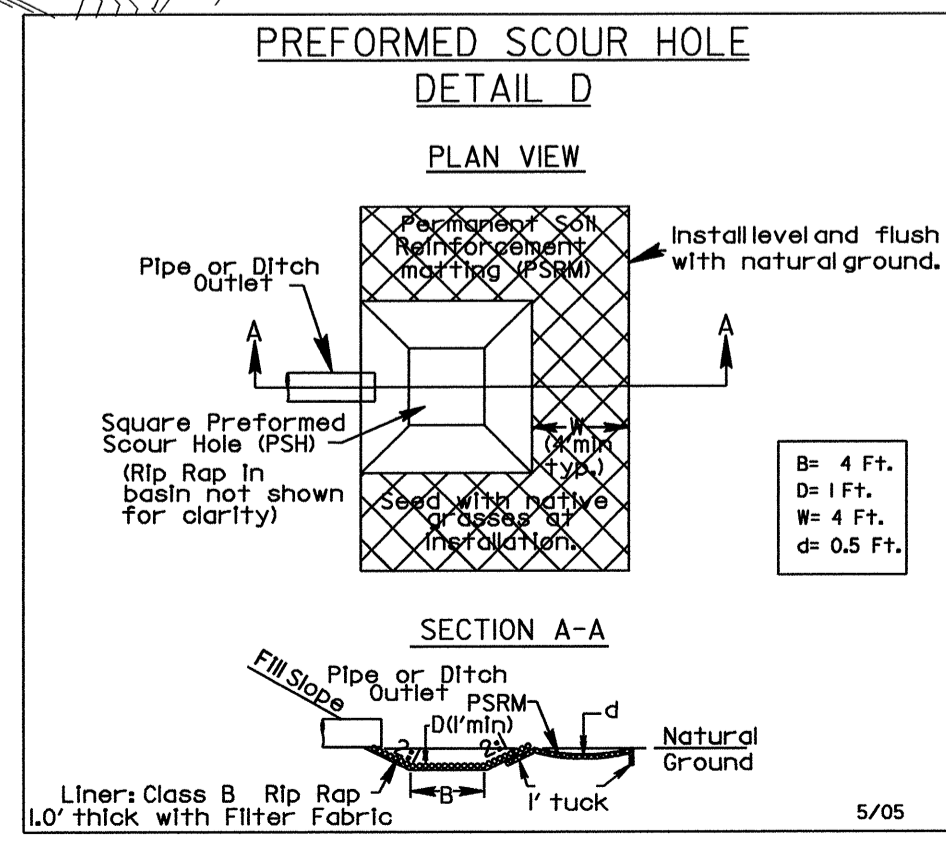 PREFORMED SCOUR HOLE
DETAIL D
PLAN VIEW
Permanent Soil
Reinforcement
matting (PSRM)
Install level and flush
with natural ground.
Pipe or Ditch
Outlet
A
A
Square Preformed
Scour Hole (PSH)
(Rip Rap in
basin not shown
for clarity)
W
(4'min
typ.)
Seed with native
grasses at
installation.
B= 4 Ft.
D= 1 Ft.
W= 4 Ft.
d= 0.5 Ft.
SECTION A-A
Fill Slope
Pipe or Ditch
Outlet
PSRM
d
D(1'min)
2:1
2:1
Natural
Ground
B
1' tuck
Liner: Class B Rip Rap
1.0' thick with Filter Fabric
5/05